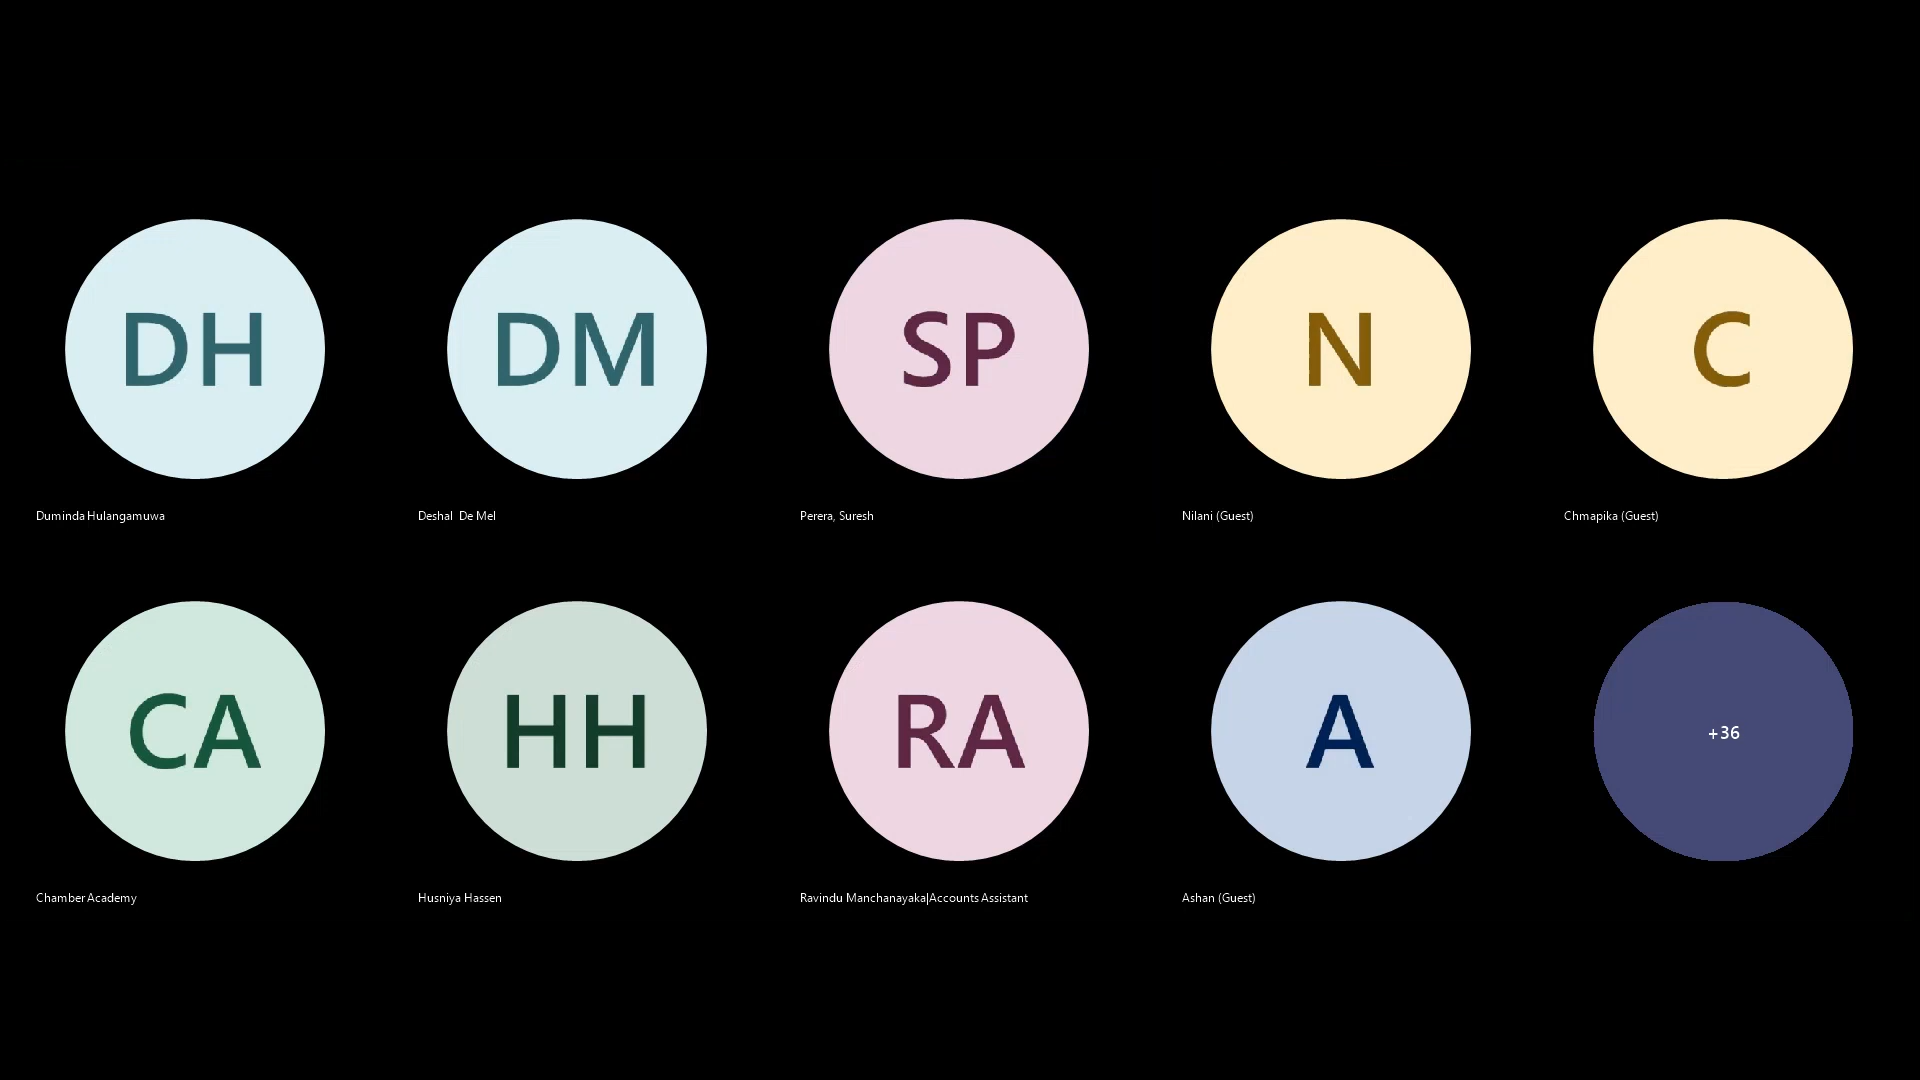 DH
DM
SP
N
C
Duminda Hulangamuwa
Deshal  De Mel
Perera, Suresh
Nilani (Guest)
Chmapika (Guest)
CA
HH
RA
A
+36
Chamber Academy
Husniya Hassen
Ravindu Manchanayaka|Accounts Assistant
Ashan (Guest)